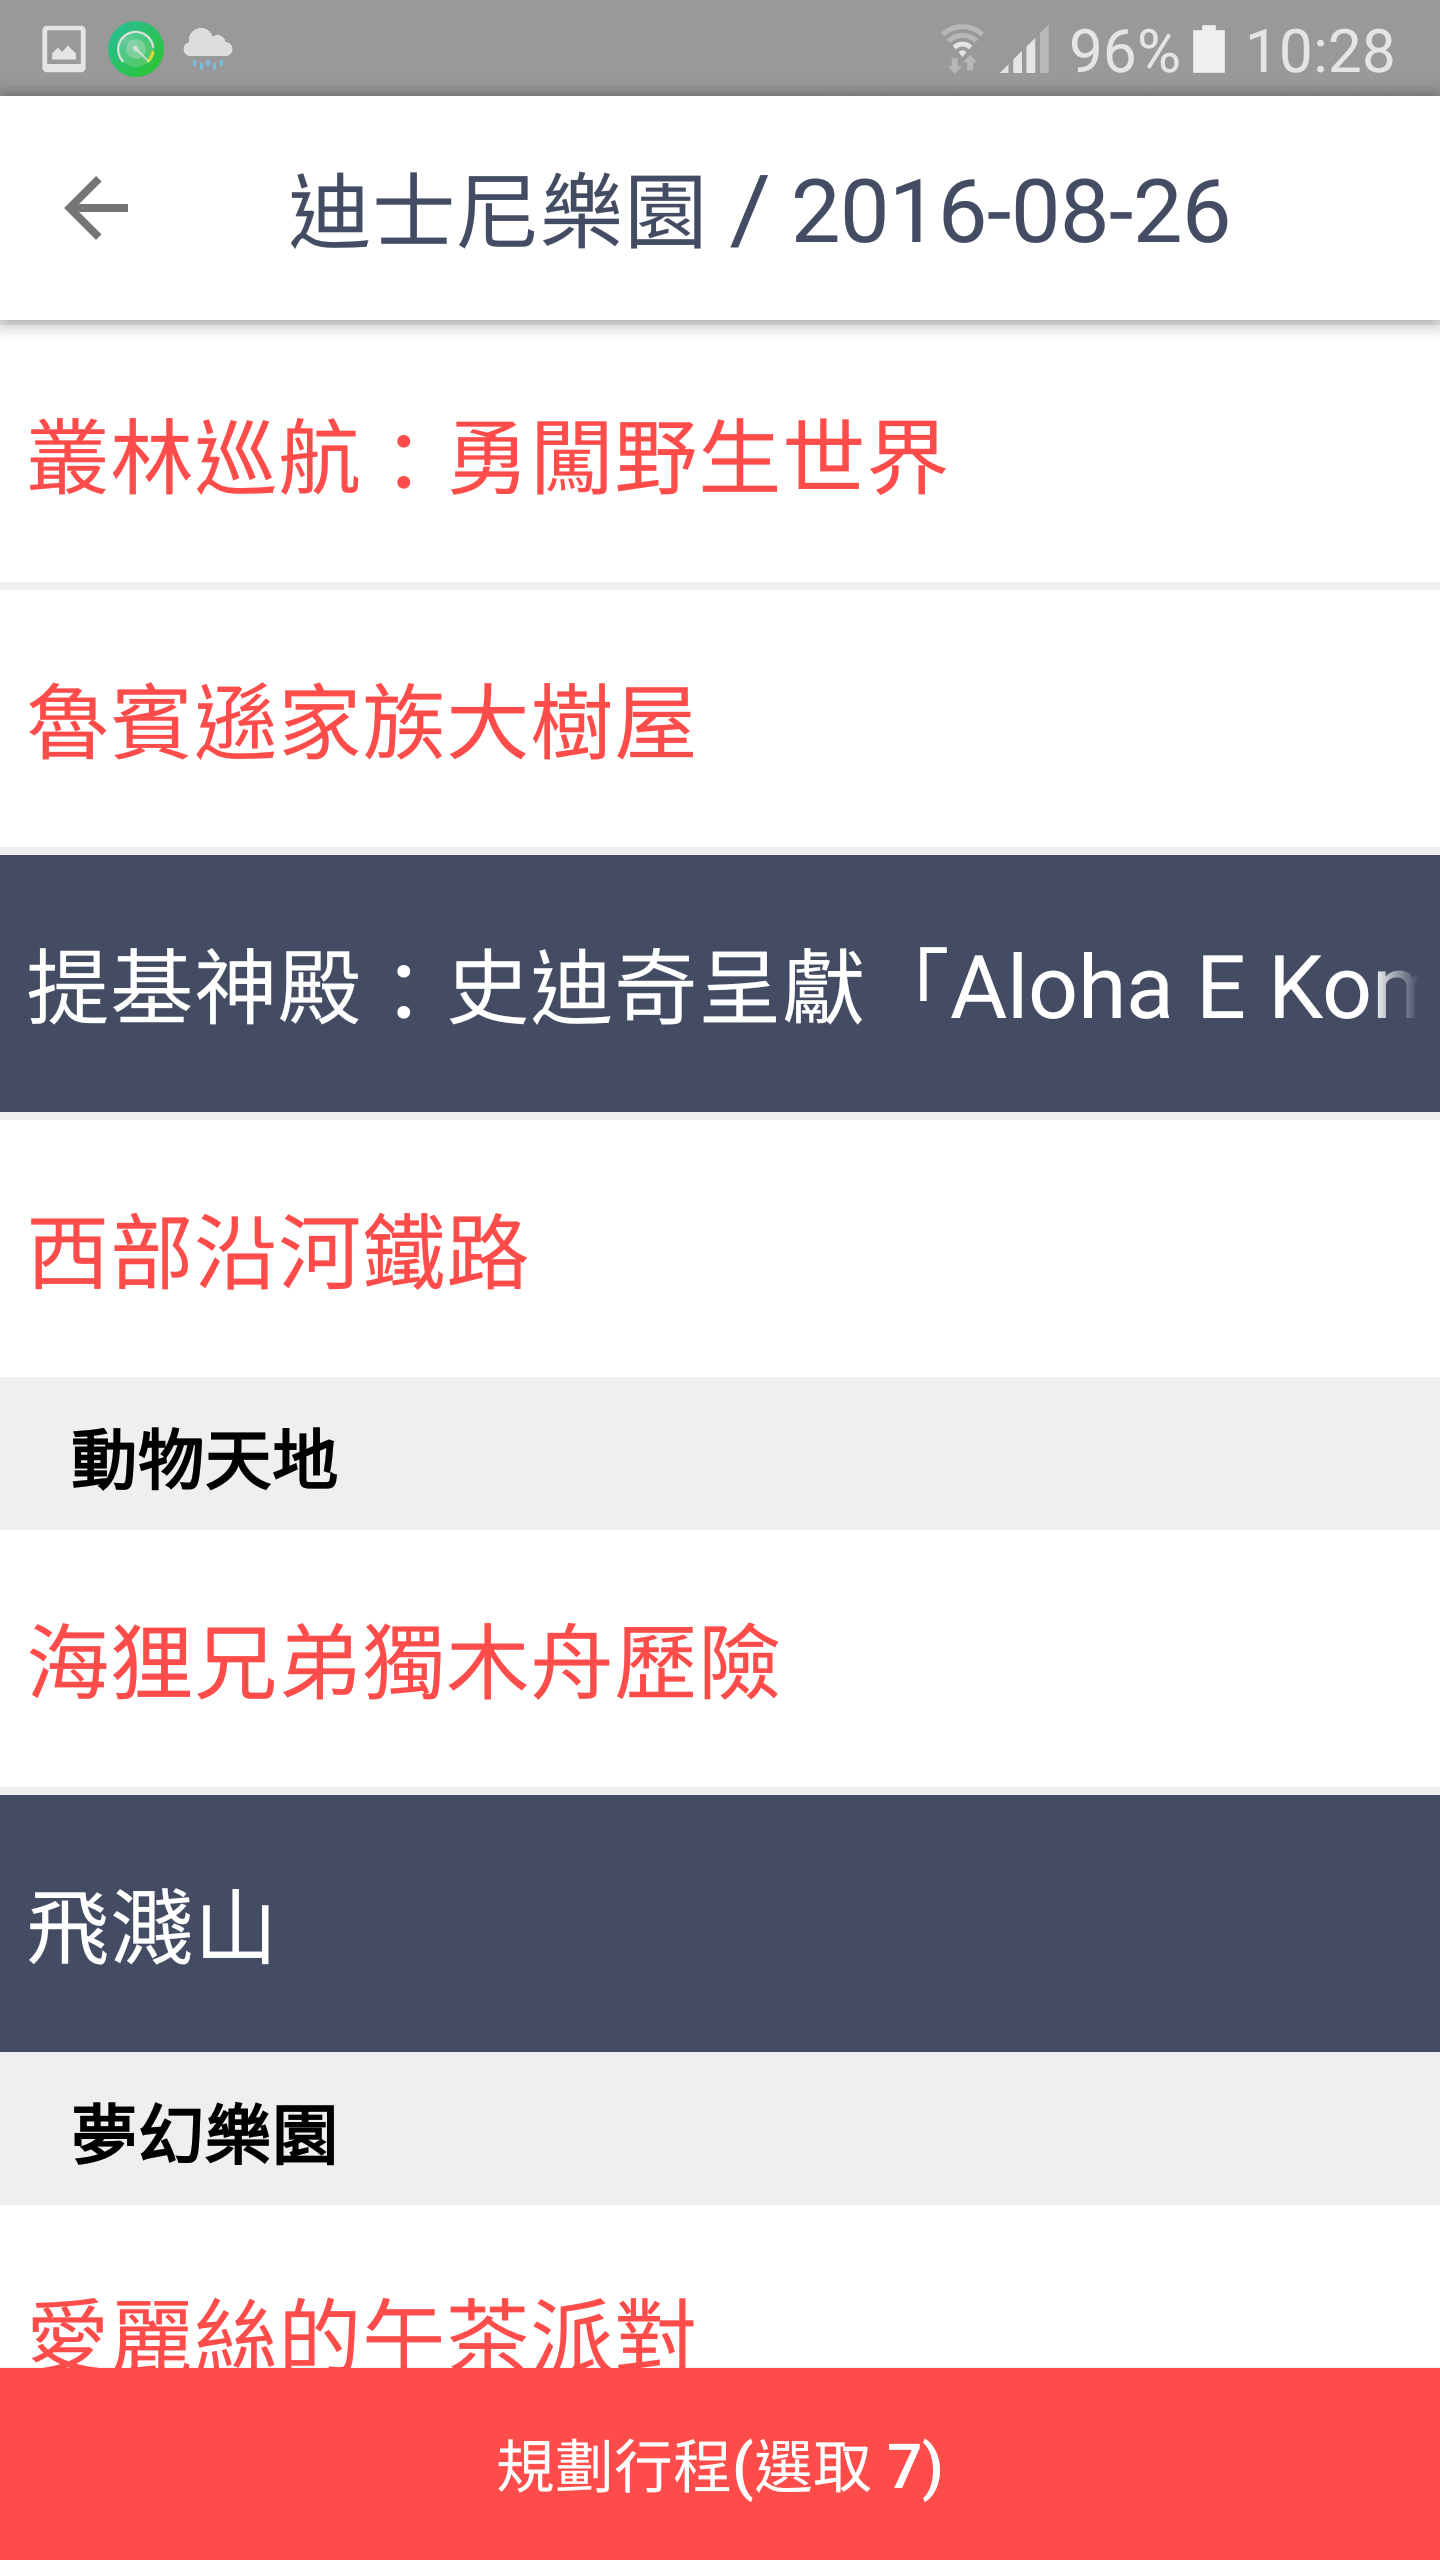 96% 10:28
迪士尼樂園 / 2016-08-26
叢林巡航：勇闖野生世界
魯賓遜家族大樹屋
提基神殿：史迪奇呈獻「Aloha E Kom
西部沿河鐵路
動物天地
海狸兄弟獨木舟歷險
飛濺山
夢幻樂園
愛麗絲的午茶派對
規劃行程(選取 7)